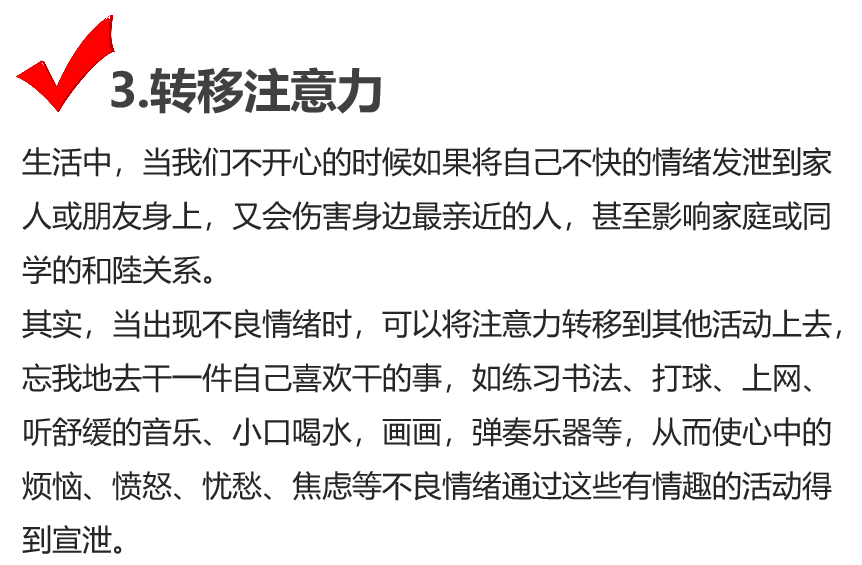 3.转移注意力
生活中，当我们不开心的时候如果将自己不快的情绪发泄到家
人或朋友身上，又会伤害身边最亲近的人，甚至影响家庭或同
学的和陸关系。
其实，当出现不良情绪时，可以将注意力转移到其他活动上去，
忘我地去干一件自己喜欢干的事，如练习书法、打球、上网、
听舒缓的音乐、小口喝水，画画，弹奏乐器等，从而使心中的
烦恼、愤怒、忧愁、焦虑等不良情绪通过这些有情趣的活动得
到宣泄。